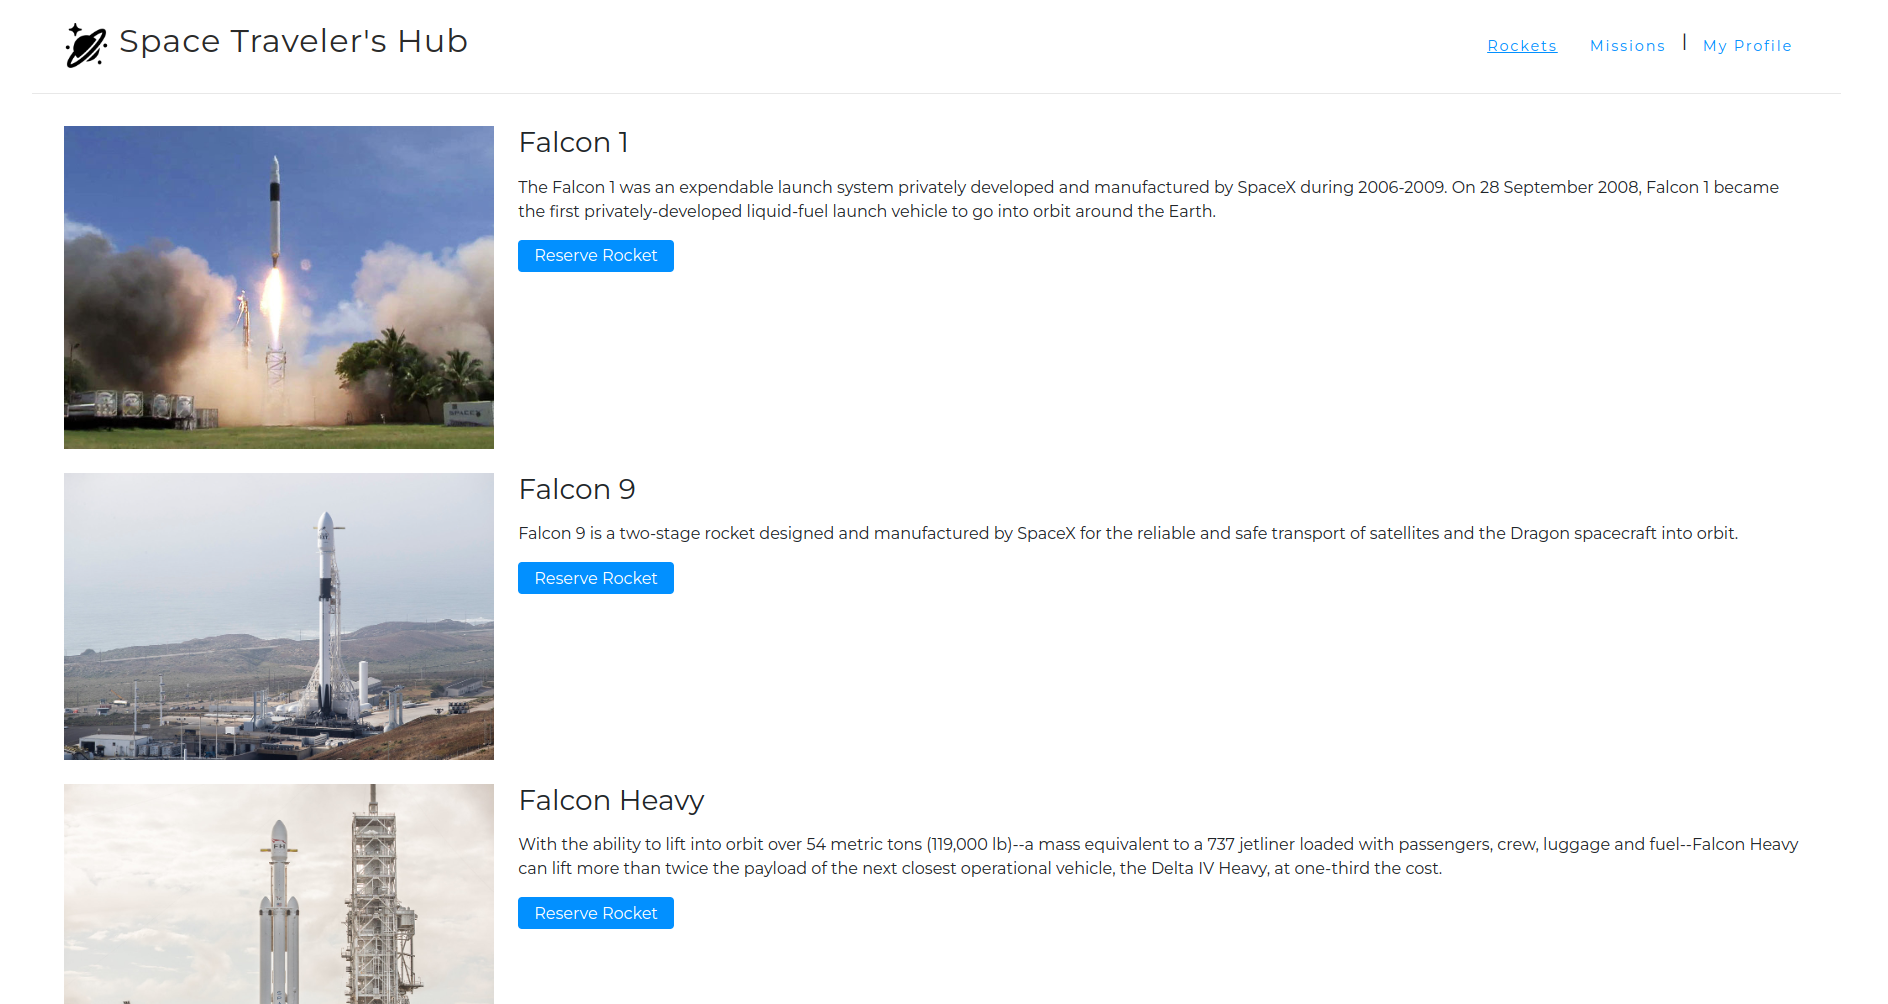 Space Traveler's Hub
Rockets
Missions
|
My Profile
Falcon 1
The Falcon 1 was an expendable launch system privately developed and manufactured by SpaceX during 2006-2009. On 28 September 2008, Falcon 1 became
the first privately-developed liquid-fuel launch vehicle to go into orbit around the Earth.
Reserve Rocket
Falcon 9
Falcon 9 is a two-stage rocket designed and manufactured by SpaceX for the reliable and safe transport of satellites and the Dragon spacecraft into orbit.
Reserve Rocket
Falcon Heavy
With the ability to lift into orbit over 54 metric tons (119,000 lb)--a mass equivalent to a 737 jetliner loaded with passengers, crew, luggage and fuel--Falcon Heavy
can lift more than twice the payload of the next closest operational vehicle, the Delta IV Heavy, at one-third the cost.
Reserve Rocket
FH